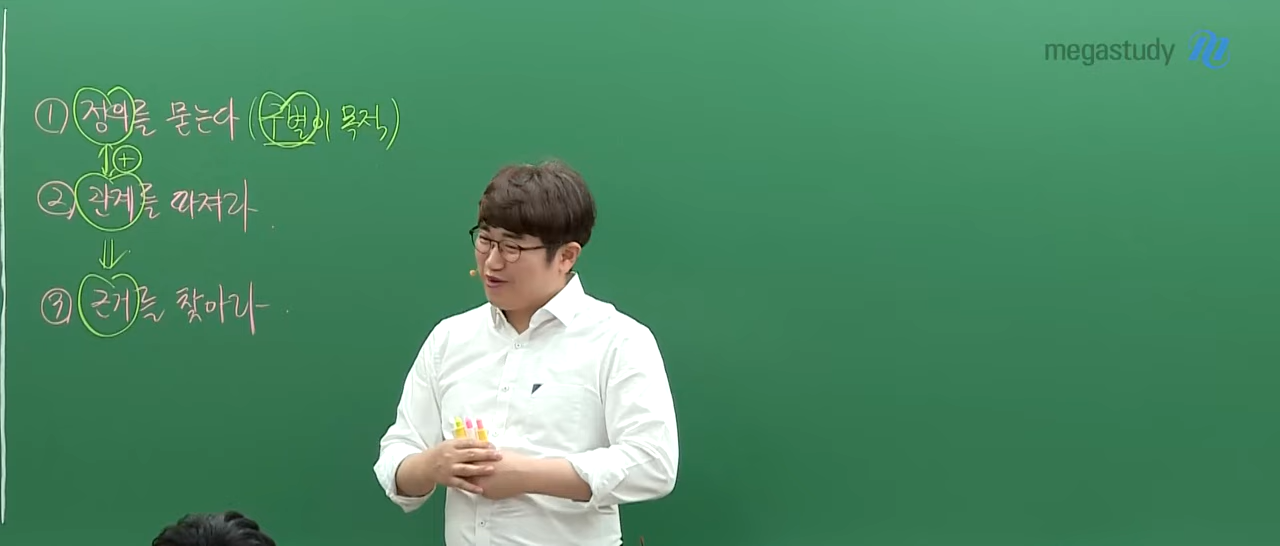 ① 정의를 묻는다 (구별이 목적)
+
② 관계를 따져라.
③ 근거를 찾아라.
megastudy